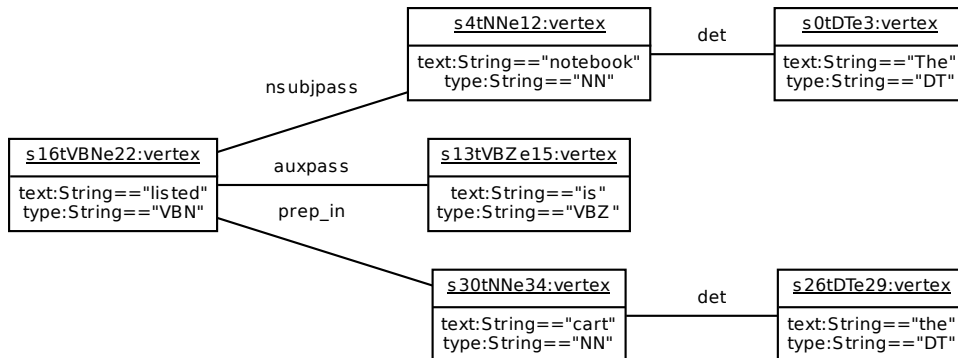 s4tNNe12:vertex
text:String=="notebook"
type:String=="NN"
det
s0tDTe3:vertex
text:String=="The"
type:String=="DT"
nsubjpass
s16tVBNe22:vertex
text:String=="listed"
type:String=="VBN"
auxpass
s13tVBZe15:vertex
text:String=="is"
type:String=="VBZ"
prep_in
s30tNNe34:vertex
text:String=="cart"
type:String=="NN"
det
s26tDTe29:vertex
text:String=="the"
type:String=="DT"